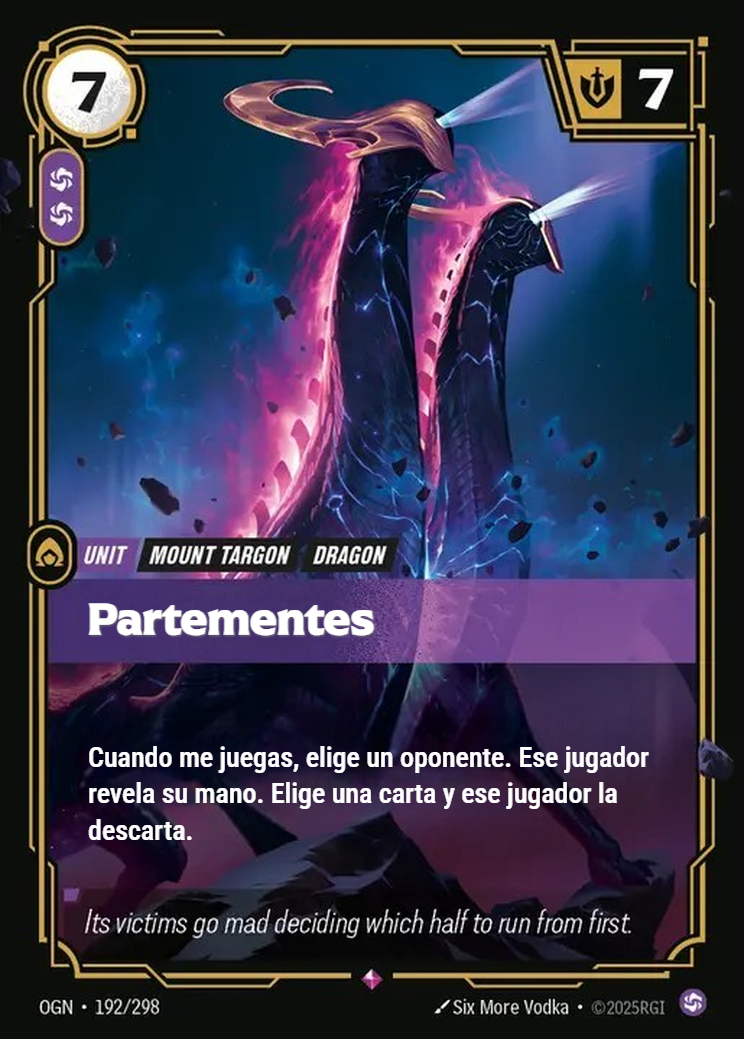 7
7
UNIT MOUNT TARGON DRAGON
Partementes
Cuando me juegas, elige un oponente. Ese jugador
revela su mano. Elige una carta y ese jugador la
descarta.
Its victims go mad deciding which half to run from first.
OGN • 192/298 Six More Vodka • ©2025RGI